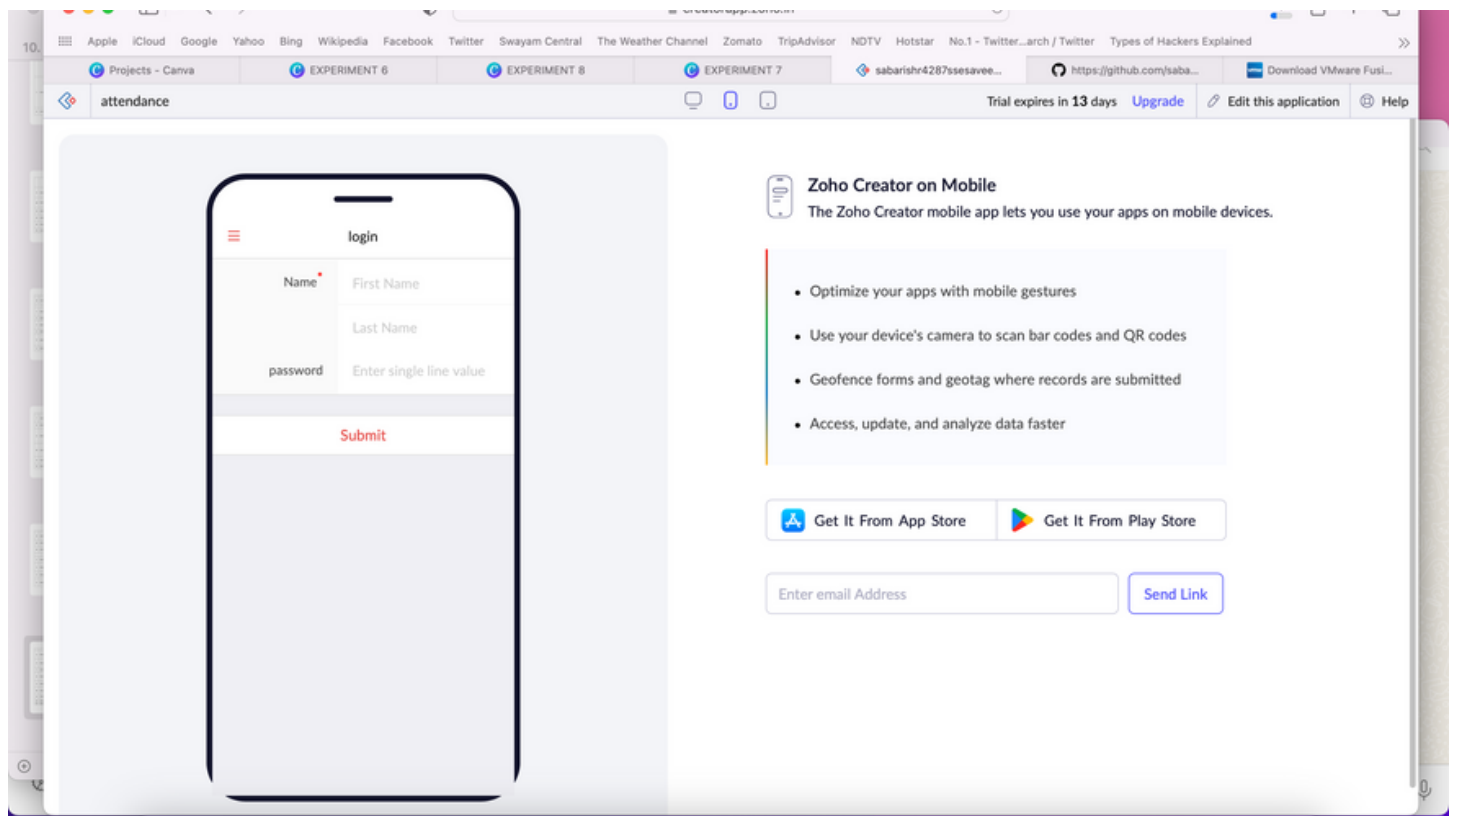 10.
Apple iCloud Google Yahoo Bing Wikipedia Facebook Twitter Swayam Central The Weather Channel Zomato TripAdvisor NDTV Hotstar No.1 - Twitter...arch / Twitter Types of Hackers Explained
Projects - Canva EXPERIMENT 6 EXPERIMENT 8 EXPERIMENT 7 sabarishr4287ssesavee... https://github.com/saba... Download VMware Fusi...
attendance Trial expires in 13 days Upgrade Edit this application Help
login
Name First Name
Last Name
password Enter single line value
Submit
Zoho Creator on Mobile
The Zoho Creator mobile app lets you use your apps on mobile devices.
• Optimize your apps with mobile gestures
• Use your device's camera to scan bar codes and QR codes
• Geofence forms and geotag where records are submitted
• Access, update, and analyze data faster
Get It From App Store Get It From Play Store
Enter email Address Send Link